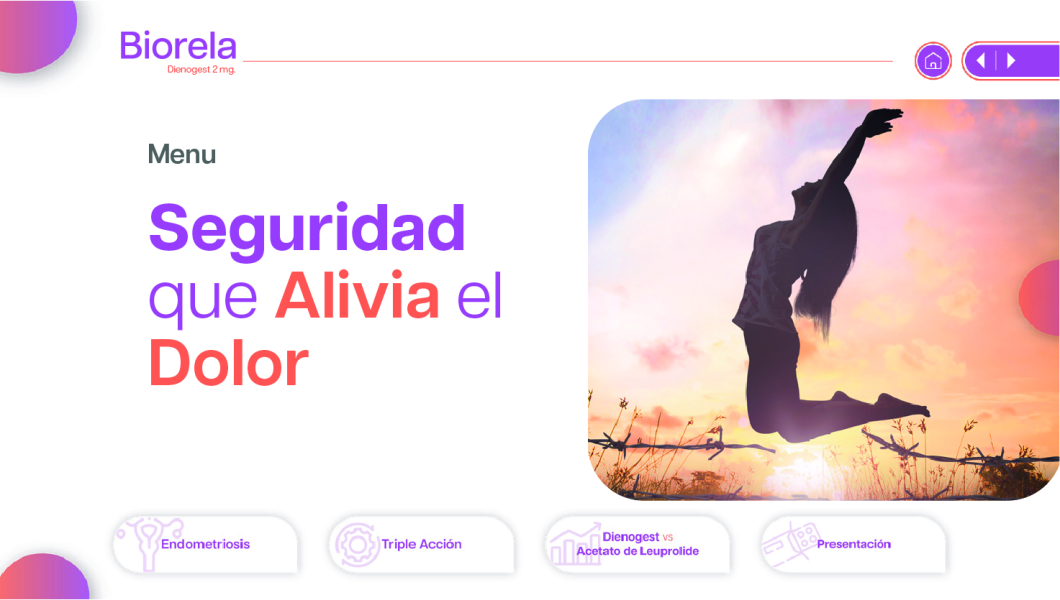 Biorela
Dienogest 2 mg.
Menu
Seguridad
que Alivia el
Dolor
Endometriosis
Triple Acción
Dienogest vs
Acetato de Leuprolide
Presentación